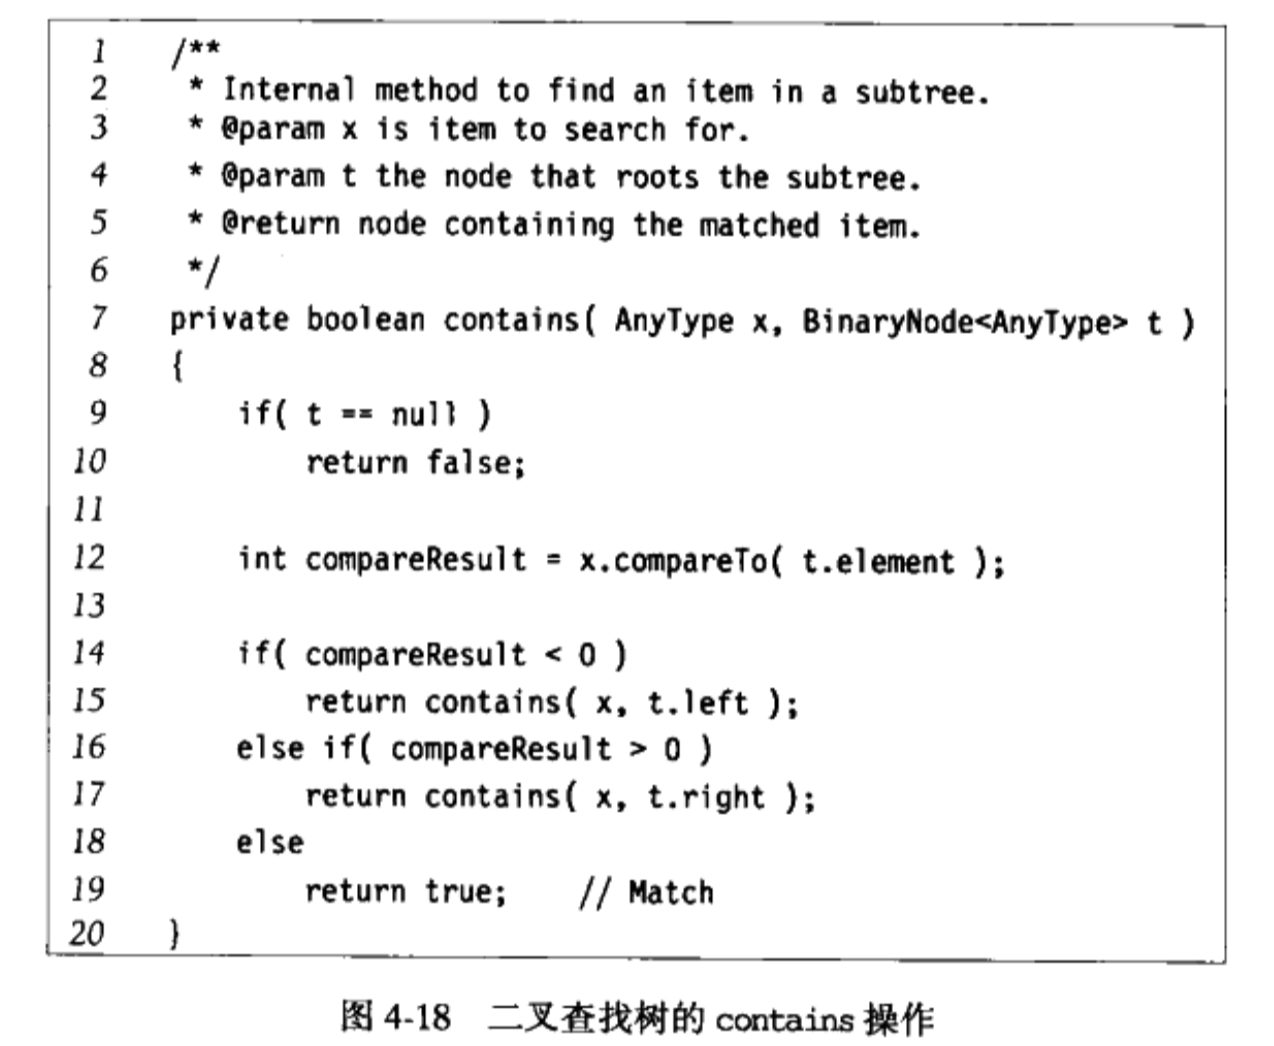 1 /**
2 * Internal method to find an item in a subtree.
3 * @param x is item to search for.
4 * @param t the node that roots the subtree.
5 * @return node containing the matched item.
6 */
7 private boolean contains( AnyType x, BinaryNode<AnyType> t )
8 {
9 if( t == null )
10 return false;
11
12 int compareResult = x.compareTo( t.element );
13
14 if( compareResult < 0 )
15 return contains( x, t.left );
16 else if( compareResult > 0 )
17 return contains( x, t.right );
18 else
19 return true; // Match
20 }
图 4-18 二叉查找树的 contains 操作